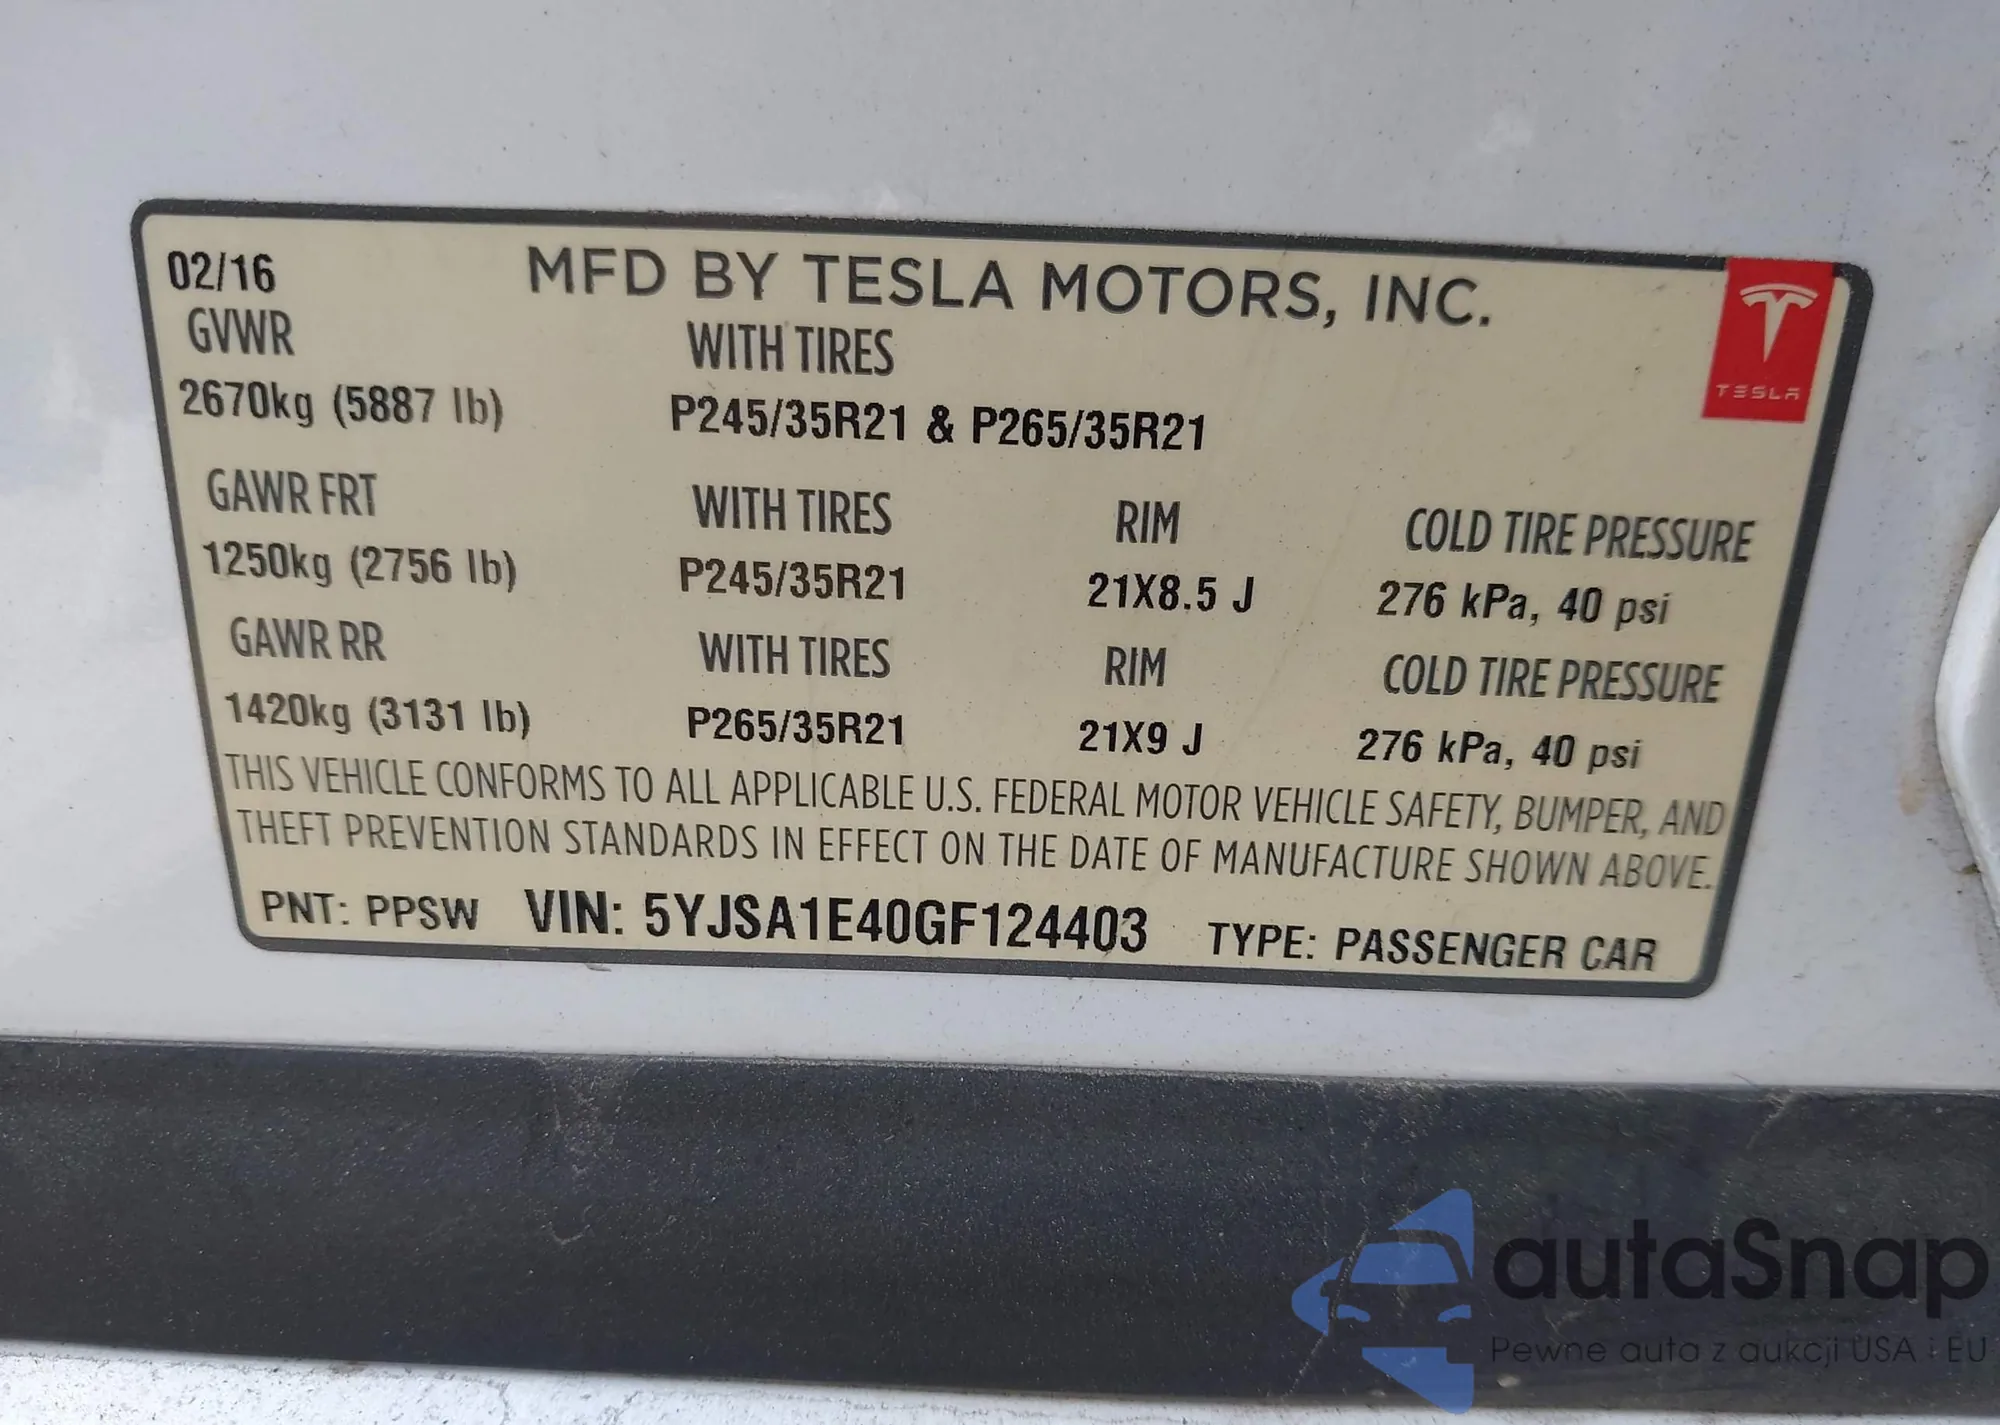 02/16 MFD BY TESLA MOTORS, INC.
GVWR WITH TIRES
2670kg (5887 lb) P245/35R21 & P265/35R21
TESLA
GAWR FRT WITH TIRES RIM COLD TIRE PRESSURE
1250kg (2756 lb) P245/35R21 21X8.5 J 276 kPa, 40 psi
GAWR RR WITH TIRES RIM COLD TIRE PRESSURE
1420kg (3131 lb) P265/35R21 21X9 J 276 kPa, 40 psi
THIS VEHICLE CONFORMS TO ALL APPLICABLE U.S. FEDERAL MOTOR VEHICLE SAFETY, BUMPER, AND
THEFT PREVENTION STANDARDS IN EFFECT ON THE DATE OF MANUFACTURE SHOWN ABOVE.
PNT: PPSW VIN: 5YJSA1E40GF124403 TYPE: PASSENGER CAR
autaSnap
Pewne auta z aukcji USA i EU